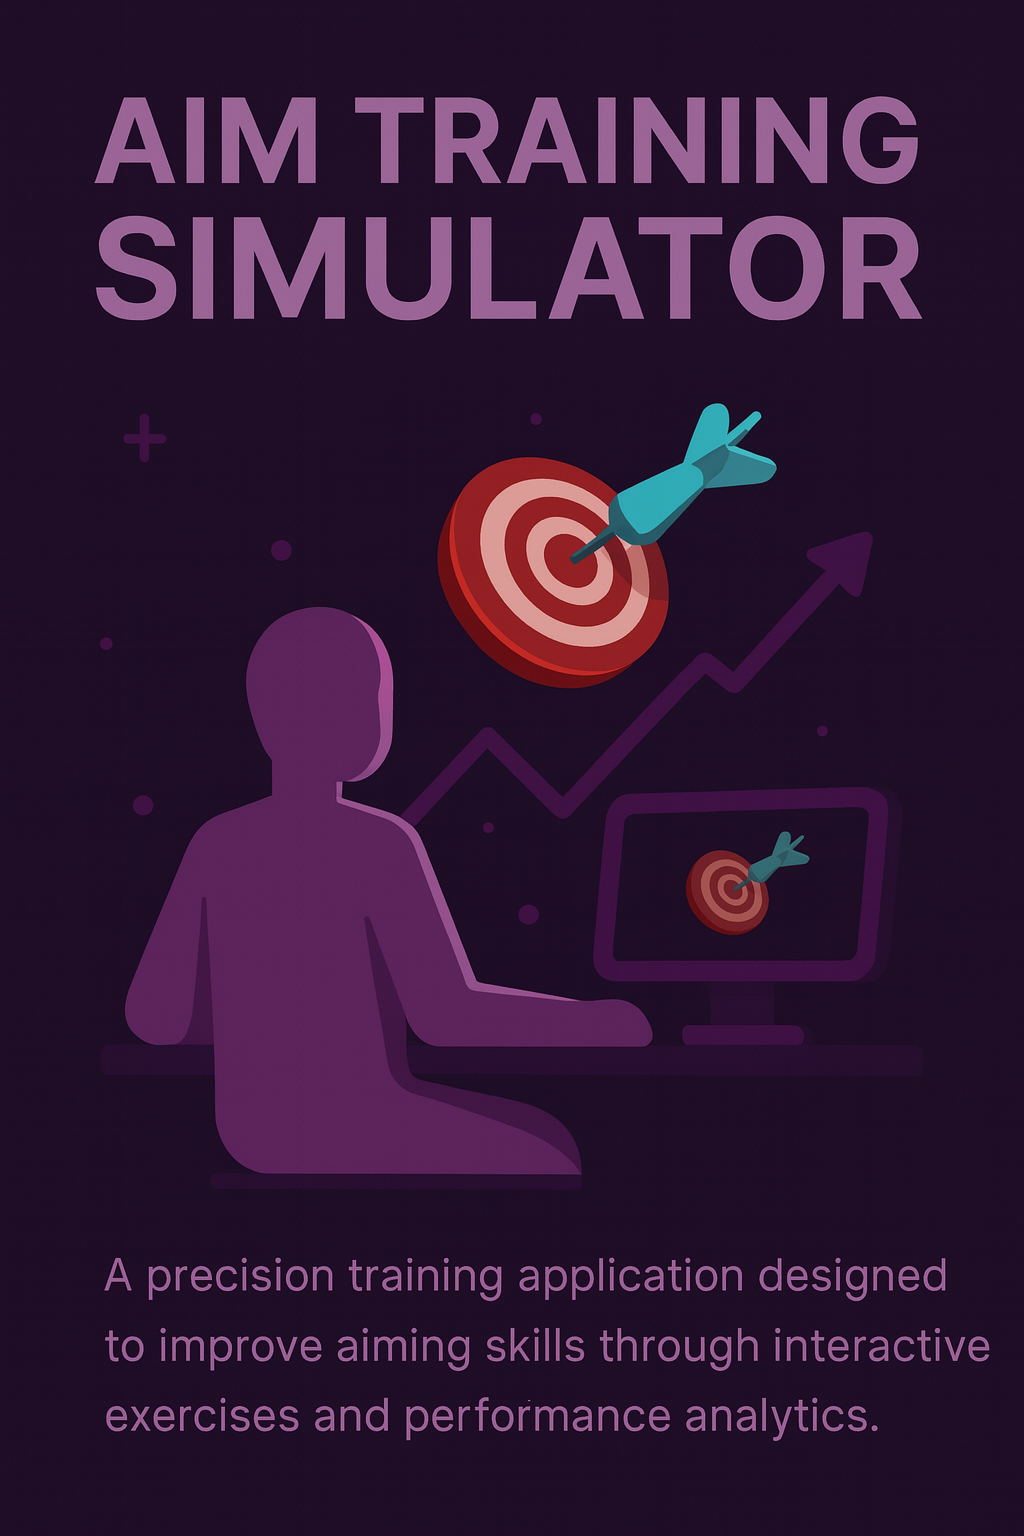 AIM TRAINING
SIMULATOR
A precision training application designed
to improve aiming skills through interactive
exercises and performance analytics.